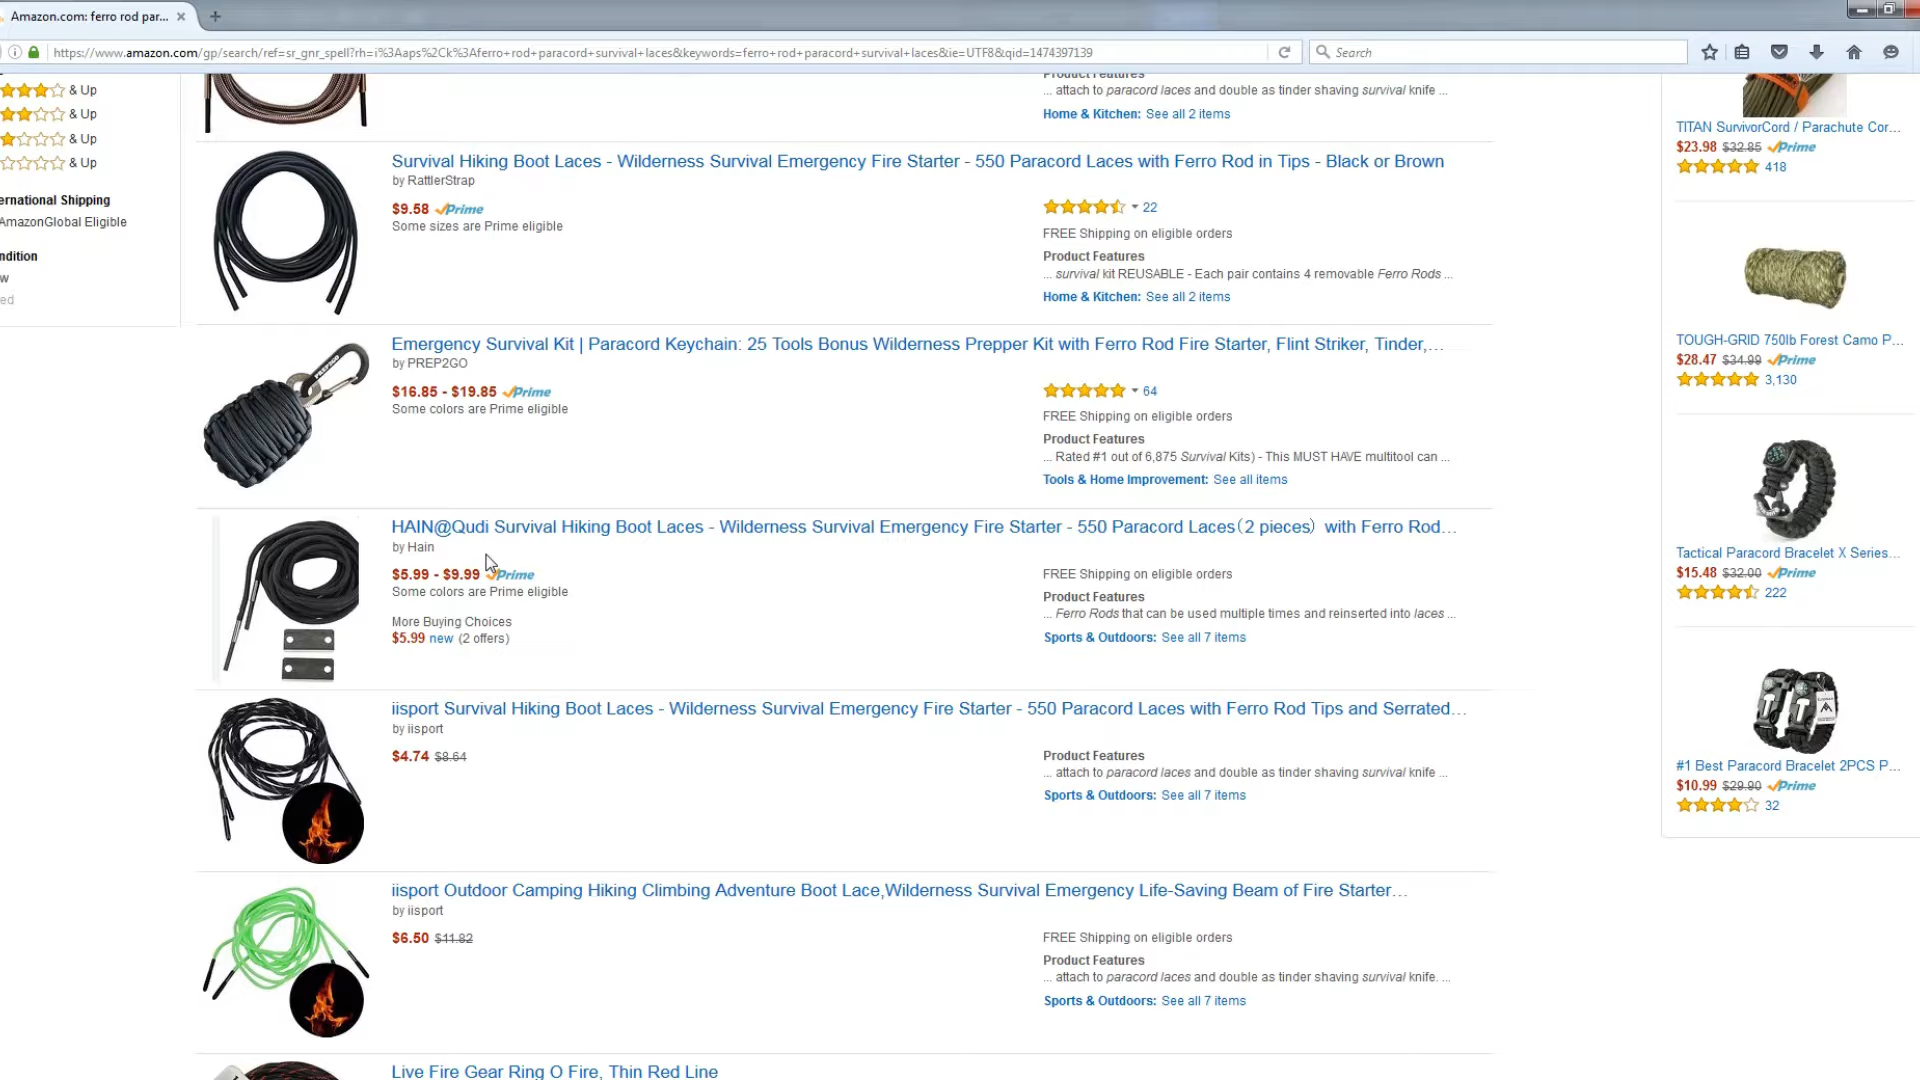 Amazon.com: ferro rod par...
https://www.amazon.com/gp/search/ref=sr_gnr_spell?rh=i%3Aaps%2Ck%3Aferro+rod+paracord+survival+laces&keywords=ferro+rod+paracord+survival+laces&ie=UTF8&qid=1474397139
Search
& Up
& Up
& Up
& Up
ernational Shipping
AmazonGlobal Eligible
ndition
w
ed
Product Features
... attach to paracord laces and double as tinder shaving survival knife ...
Home & Kitchen: See all 2 items
Survival Hiking Boot Laces - Wilderness Survival Emergency Fire Starter - 550 Paracord Laces with Ferro Rod in Tips - Black or Brown
by RattlerStrap
$9.58 Prime
Some sizes are Prime eligible
22
FREE Shipping on eligible orders
Product Features
... survival kit REUSABLE - Each pair contains 4 removable Ferro Rods ...
Home & Kitchen: See all 2 items
Emergency Survival Kit | Paracord Keychain: 25 Tools Bonus Wilderness Prepper Kit with Ferro Rod Fire Starter, Flint Striker, Tinder,...
by PREP2GO
$16.85 - $19.85 Prime
Some colors are Prime eligible
64
FREE Shipping on eligible orders
Product Features
... Rated #1 out of 6,875 Survival Kits) - This MUST HAVE multitool can ...
Tools & Home Improvement: See all items
PREP2GO
HAIN@Qudi Survival Hiking Boot Laces - Wilderness Survival Emergency Fire Starter - 550 Paracord Laces（2 pieces）with Ferro Rod...
by Hain
$5.99 - $9.99 Prime
Some colors are Prime eligible
More Buying Choices
$5.99 new (2 offers)
FREE Shipping on eligible orders
Product Features
... Ferro Rods that can be used multiple times and reinserted into laces ...
Sports & Outdoors: See all 7 items
iisport Survival Hiking Boot Laces - Wilderness Survival Emergency Fire Starter - 550 Paracord Laces with Ferro Rod Tips and Serrated...
by iisport
$4.74 $8.64
Product Features
... attach to paracord laces and double as tinder shaving survival knife ...
Sports & Outdoors: See all 7 items
iisport Outdoor Camping Hiking Climbing Adventure Boot Lace,Wilderness Survival Emergency Life-Saving Beam of Fire Starter...
by iisport
$6.50 $11.82
FREE Shipping on eligible orders
Product Features
... attach to paracord laces and double as tinder shaving survival knife. ...
Sports & Outdoors: See all 7 items
Live Fire Gear Ring O Fire, Thin Red Line
TITAN SurvivorCord / Parachute Cor...
$23.98 $32.85 Prime
418
TOUGH-GRID 750lb Forest Camo P...
$28.47 $34.99 Prime
3,130
Tactical Paracord Bracelet X Series...
$15.48 $32.00 Prime
222
#1 Best Paracord Bracelet 2PCS P...
$10.99 $29.90 Prime
32